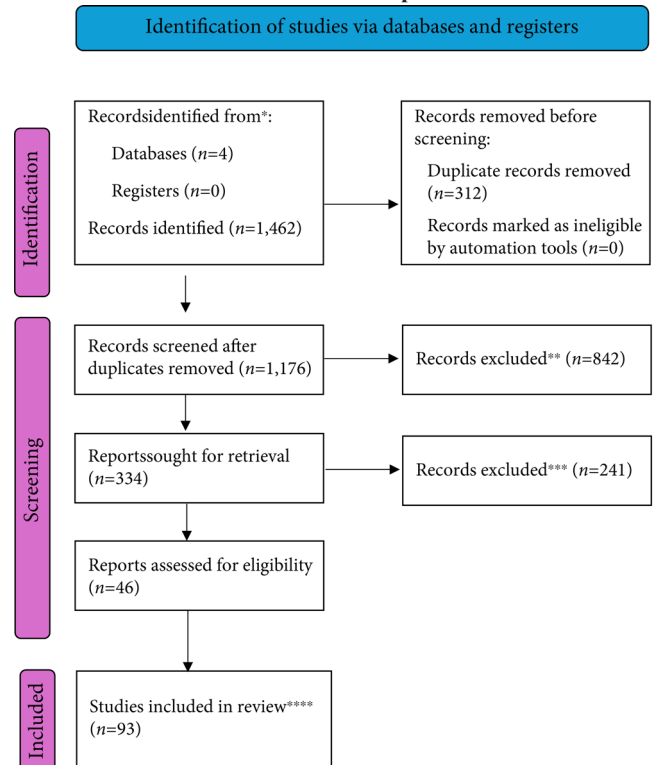 Identification of studies via databases and registers
Identification
Recordsidentified from*:
Databases (n=4)
Registers (n=0)
Records identified (n=1,462)
Records removed before
screening:
Duplicate records removed
(n=312)
Records marked as ineligible
by automation tools (n=0)
Screening
Records screened after
duplicates removed (n=1,176)
Records excluded** (n=842)
Reportssought for retrieval
(n=334)
Records excluded*** (n=241)
Reports assessed for eligibility
(n=46)
Included
Studies included in review****
(n=93)